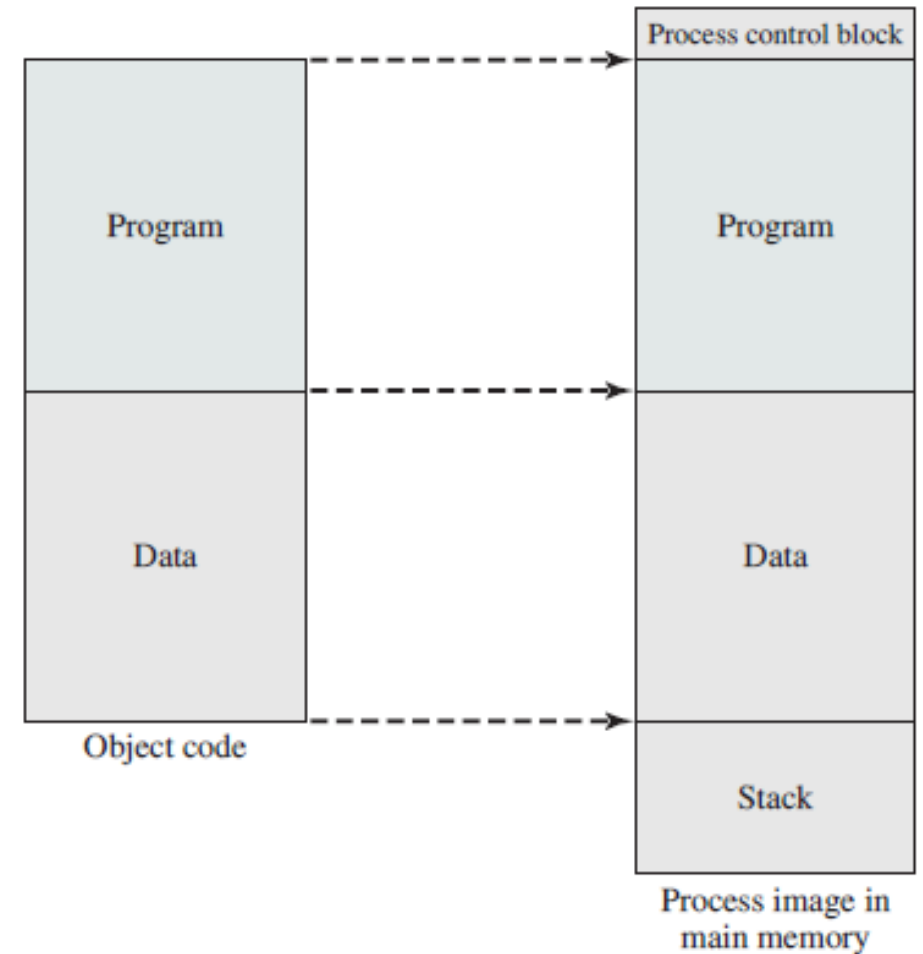 Process control block
Program
Program
Data
Data
Object code
Stack
Process image in
main memory